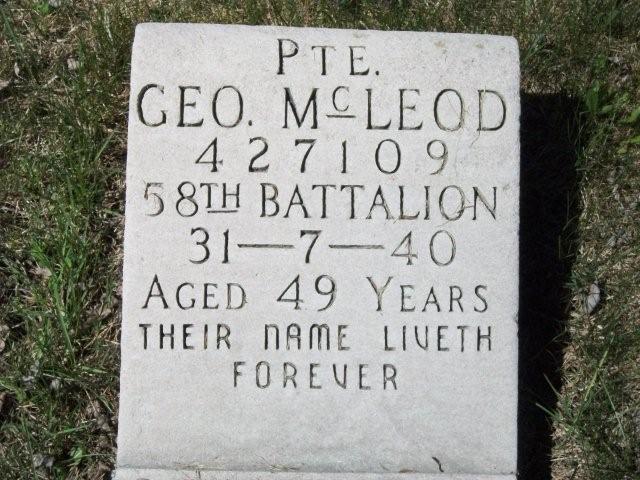 PTE.
GEO. McLEOD
427109
58TH BATTALION
31—7—40
AGED 49 YEARS
THEIR NAME LIVETH
FOREVER